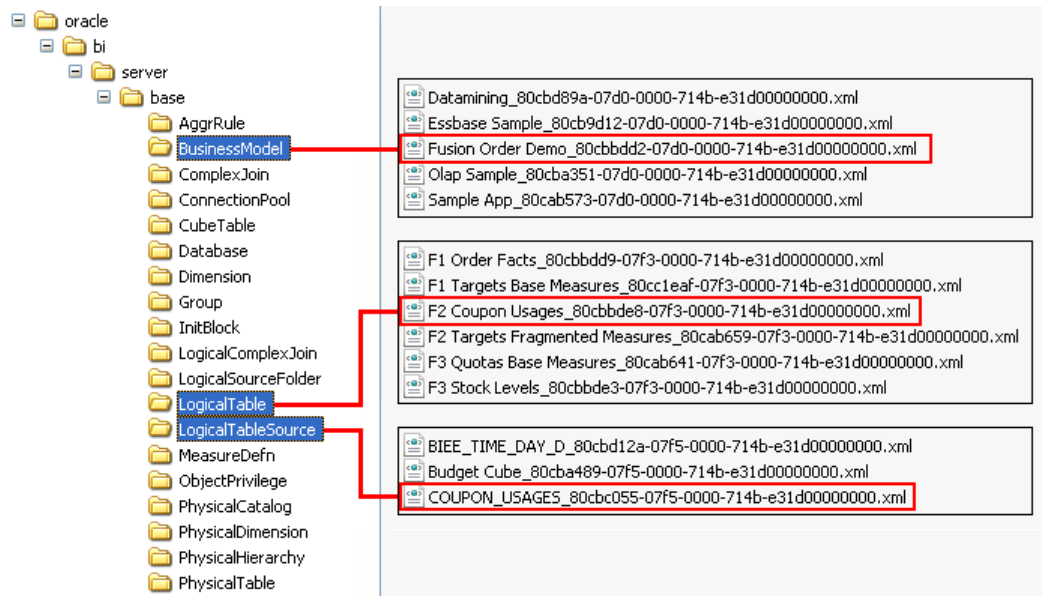 oracle
bi
server
base
AggrRule
BusinessModel
ComplexJoin
ConnectionPool
CubeTable
Database
Dimension
Group
InitBlock
LogicalComplexJoin
LogicalSourceFolder
LogicalTable
LogicalTableSource
MeasureDefn
ObjectPrivilege
PhysicalCatalog
PhysicalDimension
PhysicalHierarchy
PhysicalTable
Datamining_80cbd89a-07d0-0000-714b-e31d00000000.xml
Essbase Sample_80cb9d12-07d0-0000-714b-e31d00000000.xml
Fusion Order Demo_80cbbdd2-07d0-0000-714b-e31d00000000.xml
Olap Sample_80cba351-07d0-0000-714b-e31d00000000.xml
Sample App_80cab573-07d0-0000-714b-e31d00000000.xml
F1 Order Facts_80cbbdd9-07f3-0000-714b-e31d00000000.xml
F1 Targets Base Measures_80cc1eaf-07f3-0000-714b-e31d00000000.xml
F2 Coupon Usages_80cbbde8-07f3-0000-714b-e31d00000000.xml
F2 Targets Fragmented Measures_80cab659-07f3-0000-714b-e31d00000000.xml
F3 Quotas Base Measures_80cab641-07f3-0000-714b-e31d00000000.xml
F3 Stock Levels_80cbbde3-07f3-0000-714b-e31d00000000.xml
BIEE_TIME_DAY_D_80cbd12a-07f5-0000-714b-e31d00000000.xml
Budget Cube_80cba489-07f5-0000-714b-e31d00000000.xml
COUPON_USAGES_80cbc055-07f5-0000-714b-e31d00000000.xml